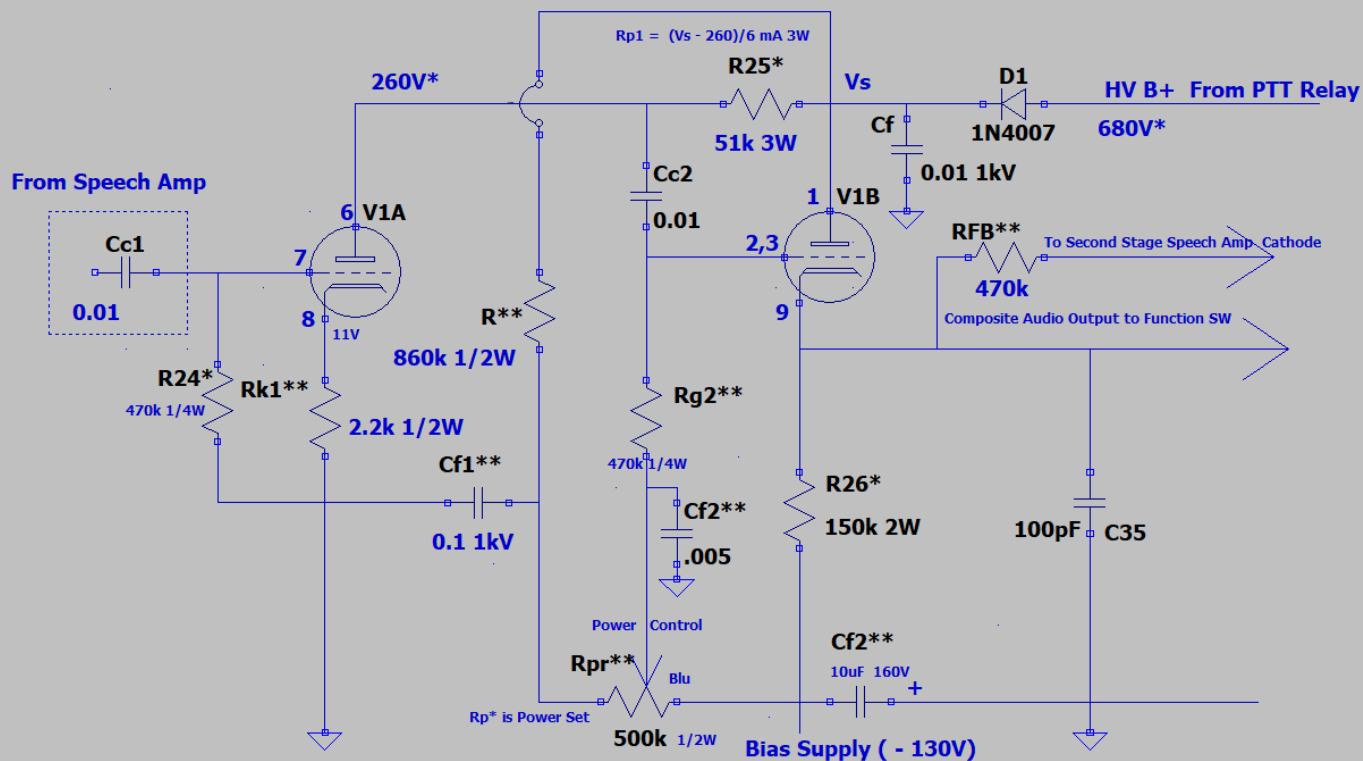 Rp1 = (Vs - 260)/6 mA 3W
R25*
D1
260V*
Vs
HV B+ From PTT Relay
Cf
1N4007
680V*
51k 3W
0.01 1kV
From Speech Amp
Cc2
6
V1A
1
V1B
0.01
RFB**
Cc1
2,3
To Second Stage Speech Amp Cathode
7
470k
0.01
8
11V
R**
9
Composite Audio Output to Function SW
860k 1/2W
R24*
Rk1**
Rg2**
470k 1/4W
2.2k 1/2W
Cf1**
470k 1/4W
R26*
Cf2**
150k 2W
100pF
C35
0.1 1kV
.005
Power Control
Cf2**
Rpr**
Blu
10uF 160V
+
Rp* is Power Set
500k 1/2W
Bias Supply ( - 130V)